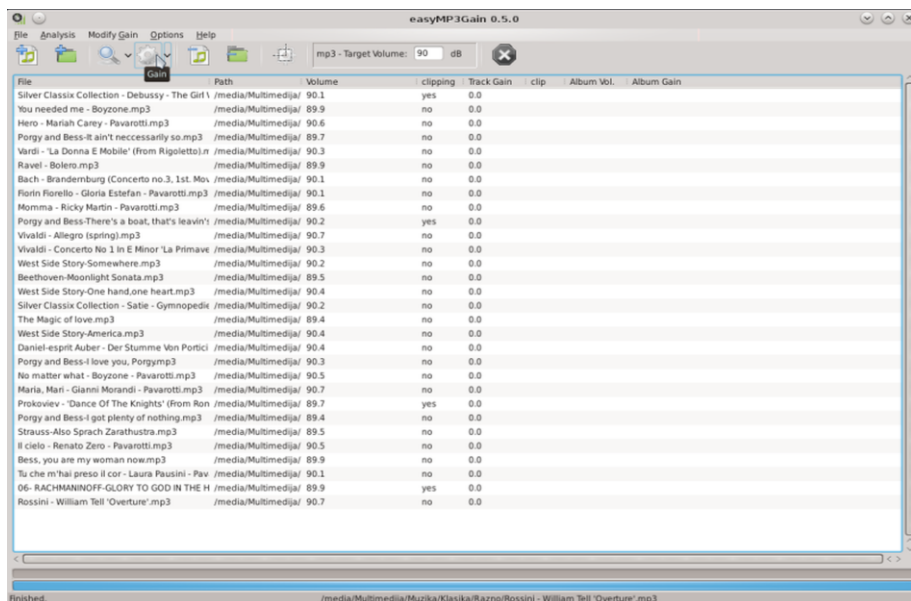 easyMP3Gain 0.5.0
File Analysis Modify Gain Options Help
mp3 - Target Volume: 90 dB
Gain
File Path Volume clipping Track Gain clip Album Vol. Album Gain
Silver Classix Collection - Debussy - The Girl \ /media/Multimedija/ 90.1 yes 0.0
You needed me - Boyzone.mp3 /media/Multimedija/ 89.9 no 0.0
Hero - Mariah Carey - Pavarotti.mp3 /media/Multimedija/ 90.6 no 0.0
Porgy and Bess-It ain't neccessarily so.mp3 /media/Multimedija/ 89.7 no 0.0
Vardi - 'La Donna E Mobile' (From Rigoletto).m /media/Multimedija/ 90.3 no 0.0
Ravel - Bolero.mp3 /media/Multimedija/ 89.9 no 0.0
Bach - Brandemburg (Concerto no.3, 1st. Mov /media/Multimedija/ 90.1 no 0.0
Fiorin Fiorello - Gloria Estefan - Pavarotti.mp3 /media/Multimedija/ 90.1 no 0.0
Momma - Ricky Martin - Pavarotti.mp3 /media/Multimedija/ 89.6 no 0.0
Porgy and Bess-There's a boat, that's leavin's /media/Multimedija/ 90.2 yes 0.0
Vivaldi - Allegro (spring).mp3 /media/Multimedija/ 90.7 no 0.0
Vivaldi - Concerto No 1 In E Minor 'La Primave /media/Multimedija/ 90.3 no 0.0
West Side Story-Somewhere.mp3 /media/Multimedija/ 90.2 no 0.0
Beethoven-Moonlight Sonata.mp3 /media/Multimedija/ 89.5 no 0.0
West Side Story-One hand,one heart.mp3 /media/Multimedija/ 90.4 no 0.0
Silver Classix Collection - Satie - Gymnopedie /media/Multimedija/ 90.2 no 0.0
The Magic of love.mp3 /media/Multimedija/ 89.4 no 0.0
West Side Story-America.mp3 /media/Multimedija/ 90.4 no 0.0
Daniel-esprit Auber - Der Stumme Von Portici /media/Multimedija/ 90.4 no 0.0
Porgy and Bess-I love you, Porgy.mp3 /media/Multimedija/ 90.3 no 0.0
No matter what - Boyzone - Pavarotti.mp3 /media/Multimedija/ 90.5 no 0.0
Maria, Mari - Gianni Morandi - Pavarotti.mp3 /media/Multimedija/ 90.7 no 0.0
Prokoviev - 'Dance Of The Knights' (From Ron /media/Multimedija/ 89.7 yes 0.0
Porgy and Bess-I got plenty of nothing.mp3 /media/Multimedija/ 89.4 no 0.0
Strauss-Also Sprach Zarathustra.mp3 /media/Multimedija/ 89.5 no 0.0
Il cielo - Renato Zero - Pavarotti.mp3 /media/Multimedija/ 90.5 no 0.0
Bess, you are my woman now.mp3 /media/Multimedija/ 89.9 no 0.0
Tu che m'hai preso il cor - Laura Pausini - Pav /media/Multimedija/ 90.1 no 0.0
06- RACHMANINOFF-GLORY TO GOD IN THE H /media/Multimedija/ 89.9 yes 0.0
Rossini - William Tell 'Overture'.mp3 /media/Multimedija/ 90.7 no 0.0
Finished. /media/Multimedija/Muzika/Klasika/Razno/Rossini - William Tell 'Overture'.mp3